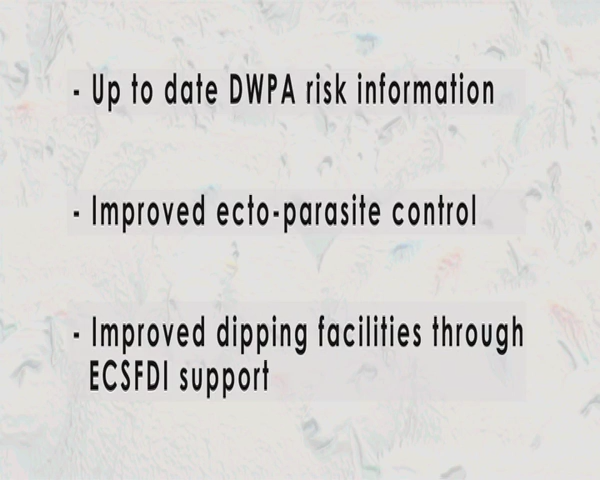 - Up to date DWPA risk information
- Improved ecto-parasite control
- Improved dipping facilities through
ECSFDI support